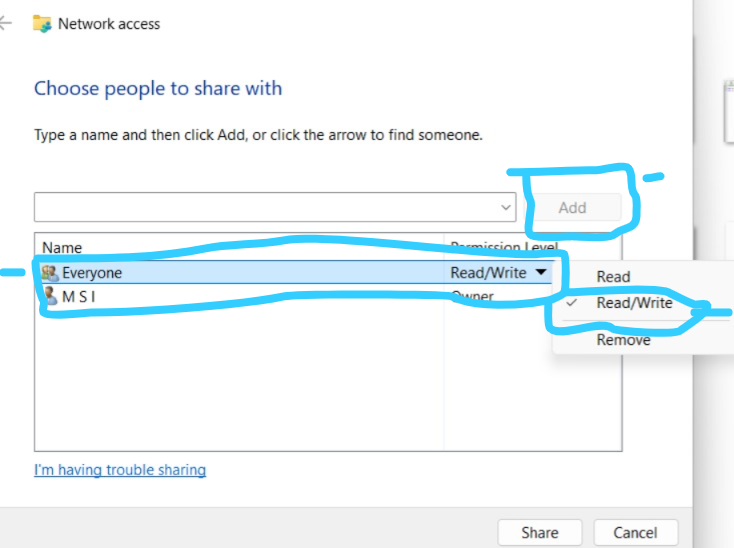 Network access
Choose people to share with
Type a name and then click Add, or click the arrow to find someone.
Add
Name Permission Level
Everyone Read/Write
M S I Owner
Read
Read/Write
Remove
I'm having trouble sharing
Share Cancel